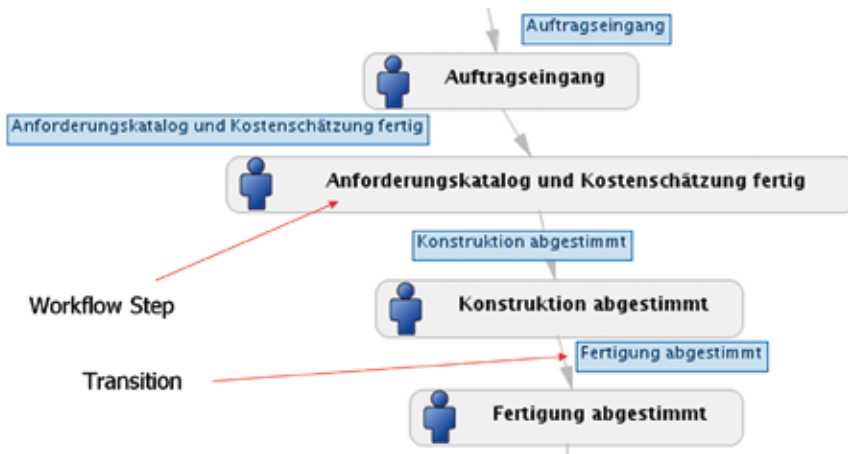 Auftragseingang
Auftragseingang
Anforderungskatalog und Kostenschätzung fertig
Anforderungskatalog und Kostenschätzung fertig
Konstruktion abgestimmt
Workflow Step
Konstruktion abgestimmt
Fertigung abgestimmt
Transition
Fertigung abgestimmt